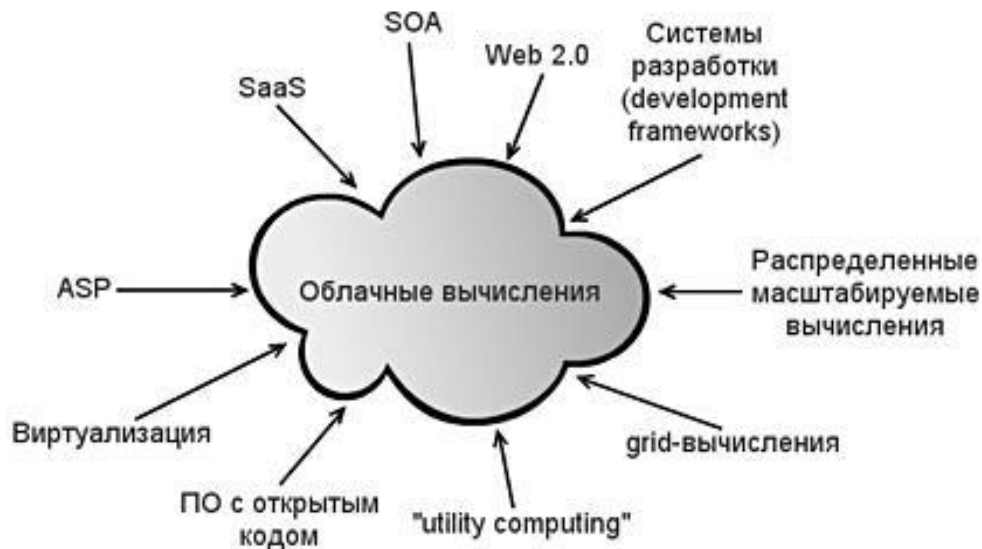 SOA
Web 2.0
Системы
разработки
(development
frameworks)
SaaS
ASP
Облачные вычисления
Распределенные
масштабируемые
вычисления
Виртуализация
grid-вычисления
ПО с открытым
кодом
"utility computing"